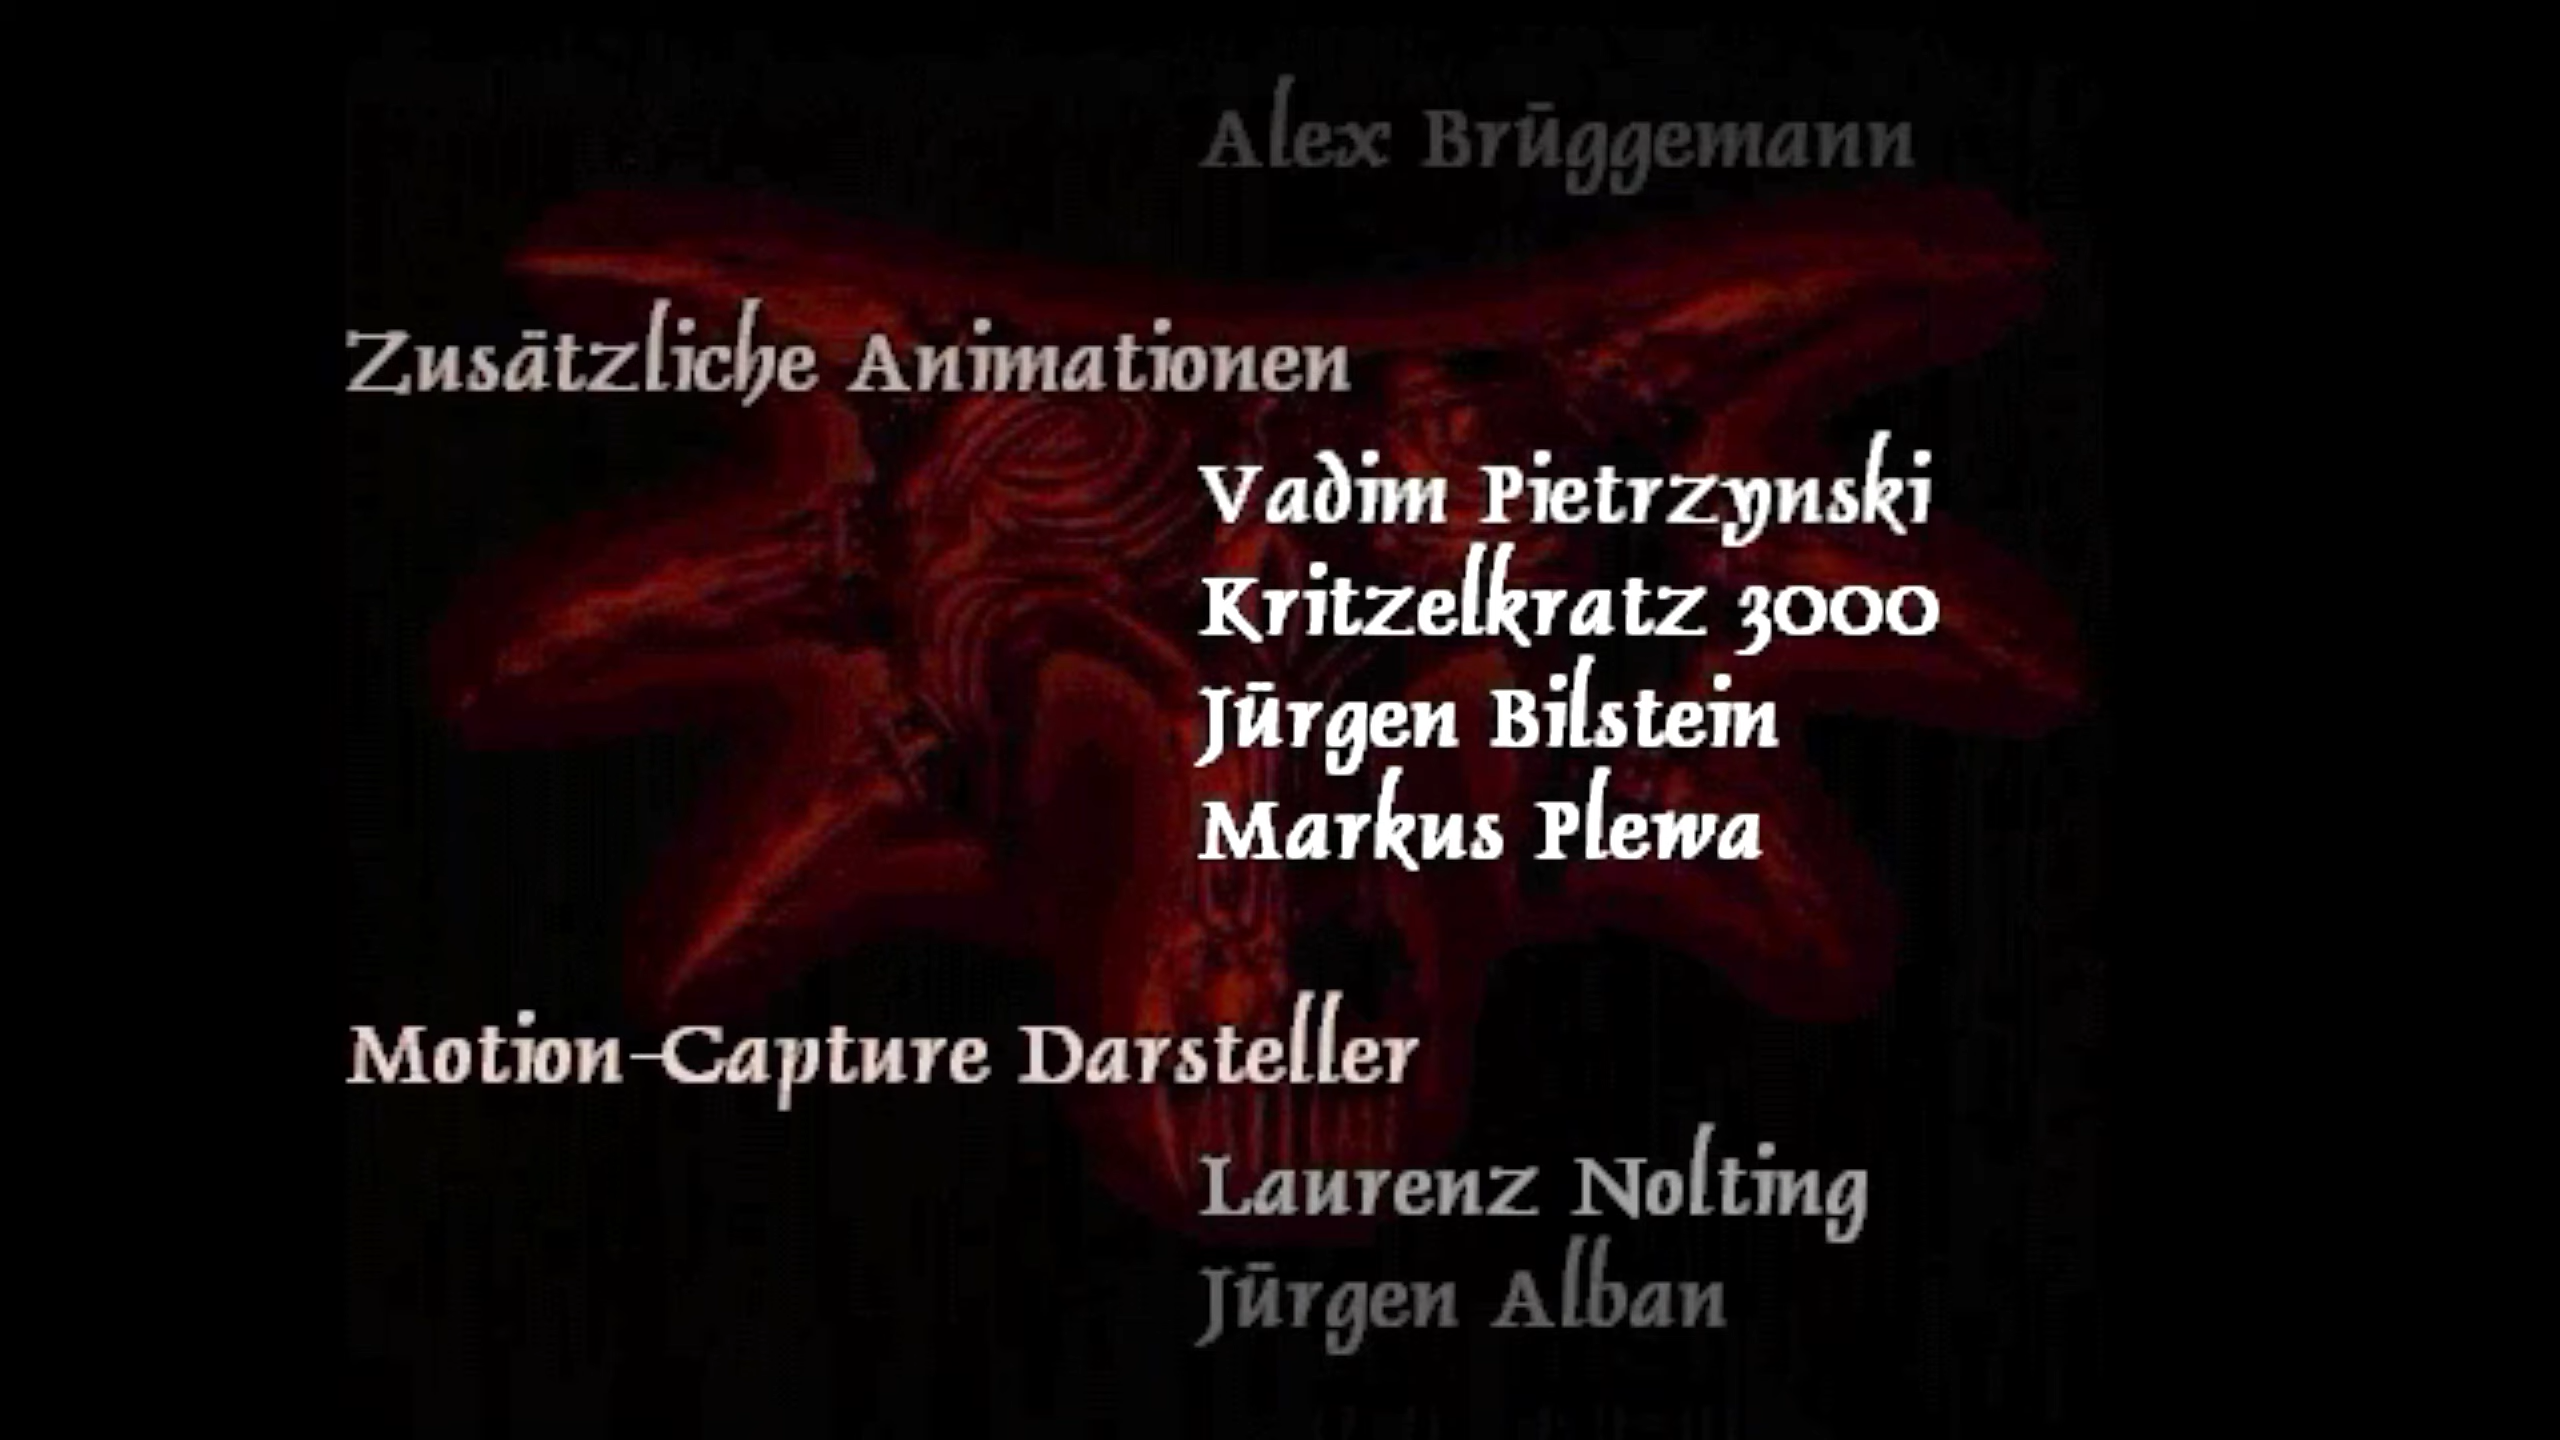 Alex Brüggemann
Zusätzliche Animationen
Vadim Pietrzynski
Kritzelkratz 3000
Jürgen Bilstein
Markus Plewa
Motion-Capture Darsteller
Laurenz Nolting
Jürgen Alban